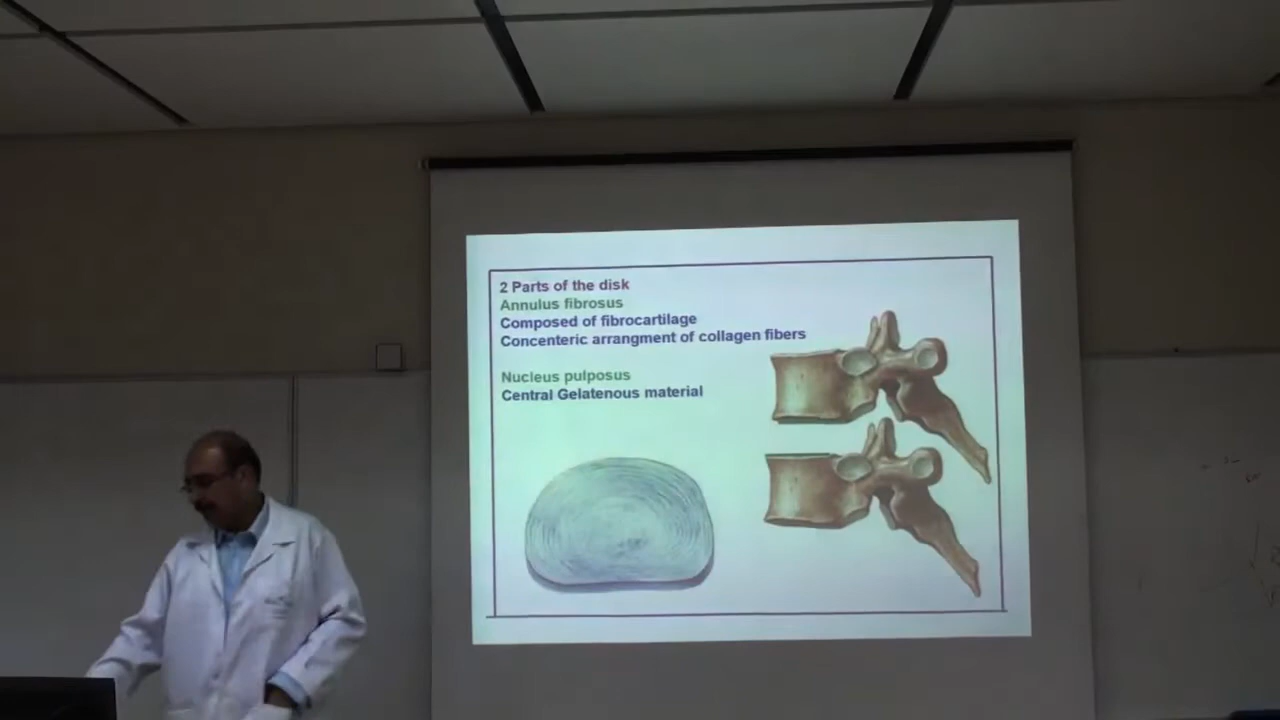 2 Parts of the disk
Annulus fibrosus
Composed of fibrocartilage
Concenteric arrangment of collagen fibers
Nucleus pulposus
Central Gelatenous material